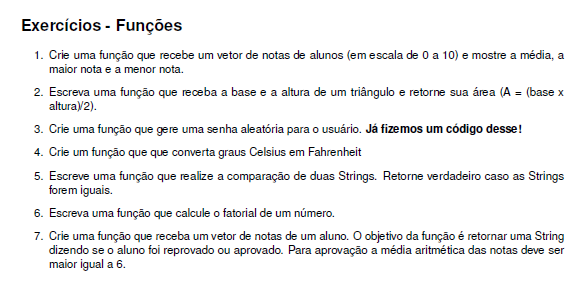 Exercícios - Funções
1. Crie uma função que recebe um vetor de notas de alunos (em escala de 0 a 10) e mostre a média, a
maior nota e a menor nota.
2. Escreva uma função que receba a base e a altura de um triângulo e retorne sua área (A = (base x
altura)/2).
3. Crie uma função que gere uma senha aleatória para o usuário. Já fizemos um código desse!
4. Crie um função que que converta graus Celsius em Fahrenheit
5. Escreve uma função que realize a comparação de duas Strings. Retorne verdadeiro caso as Strings
forem iguais.
6. Escreva uma função que calcule o fatorial de um número.
7. Crie uma função que receba um vetor de notas de um aluno. O objetivo da função é retornar uma String
dizendo se o aluno foi reprovado ou aprovado. Para aprovação a média aritmética das notas deve ser
maior igual a 6.